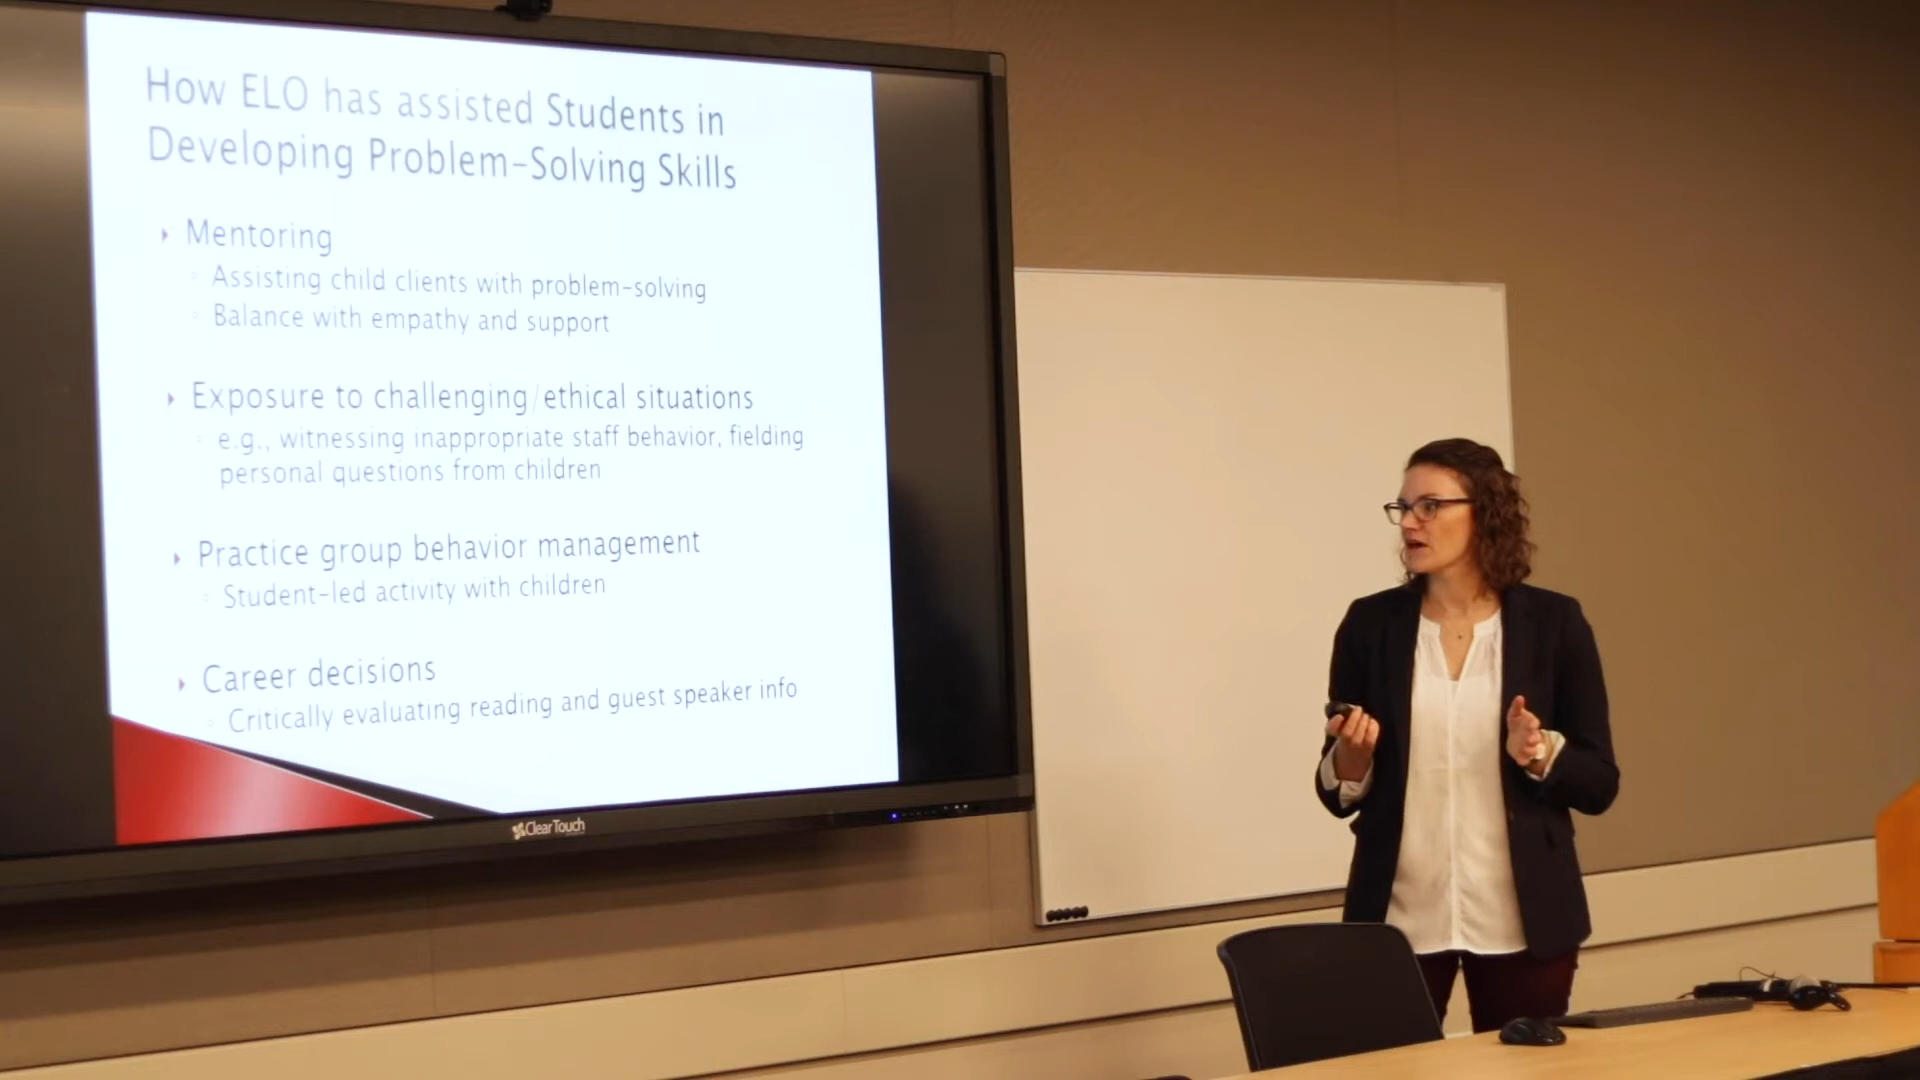 How ELO has assisted Students in
Developing Problem-Solving Skills
Mentoring
Assisting child clients with problem-solving
Balance with empathy and support
Exposure to challenging/ethical situations
e.g., witnessing inappropriate staff behavior, fielding
personal questions from children
Practice group behavior management
Student-led activity with children
Career decisions
Critically evaluating reading and guest speaker info
ClearTouch